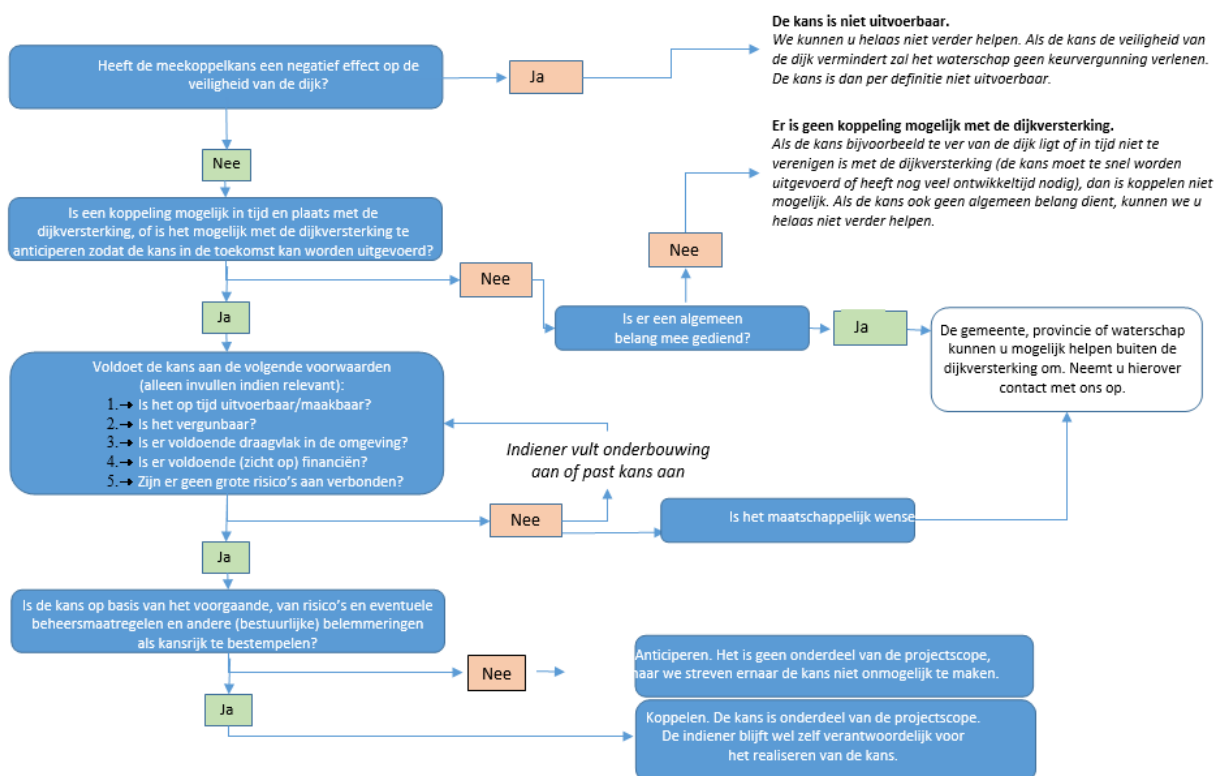 De kans is niet uitvoerbaar.
We kunnen u helaas niet verder helpen. Als de kans de veiligheid van
de dijk vermindert zal het waterschap geen keurvergunning verlenen.
De kans is dan per definitie niet uitvoerbaar.
Heeft de meekoppelkans een negatief effect op de
veiligheid van de dijk?
Ja
Nee
Er is geen koppeling mogelijk met de dijkversterking.
Als de kans bijvoorbeeld te ver van de dijk ligt of in tijd niet te
verenigen is met de dijkversterking (de kans moet te snel worden
uitgevoerd of heeft nog veel ontwikkeltijd nodig), dan is koppelen niet
mogelijk. Als de kans ook geen algemeen belang dient, kunnen we u
helaas niet verder helpen.
Is een koppeling mogelijk in tijd en plaats met de
dijkversterking, of is het mogelijk met de dijkversterking te
anticiperen zodat de kans in de toekomst kan worden uitgevoerd?
Nee
Nee
Ja
Is er een algemeen
belang mee gediend?
Ja
De gemeente, provincie of waterschap
kunnen u mogelijk helpen buiten de
dijkversterking om. Neemt u hierover
contact met ons op.
Voldoet de kans aan de volgende voorwaarden
(alleen invullen indien relevant):
1.→ Is het op tijd uitvoerbaar/maakbaar?
2.→ Is het vergunbaar?
3.→ Is er voldoende draagvlak in de omgeving?
4.→ Is er voldoende (zicht op) financiën?
5.→ Zijn er geen grote risico's aan verbonden?
Indiener vult onderbouwing
aan of past kans aan
Nee
Is het maatschappelijk wense
Ja
Is de kans op basis van het voorgaande, van risico's en eventuele
beheersmaatregelen en andere (bestuurlijke) belemmeringen
als kansrijk te bestempelen?
Nee
Anticiperen. Het is geen onderdeel van de projectscope,
naar we streven ernaar de kans niet onmogelijk te maken.
Ja
Koppelen. De kans is onderdeel van de projectscope.
De indiener blijft wel zelf verantwoordelijk voor
het realiseren van de kans.